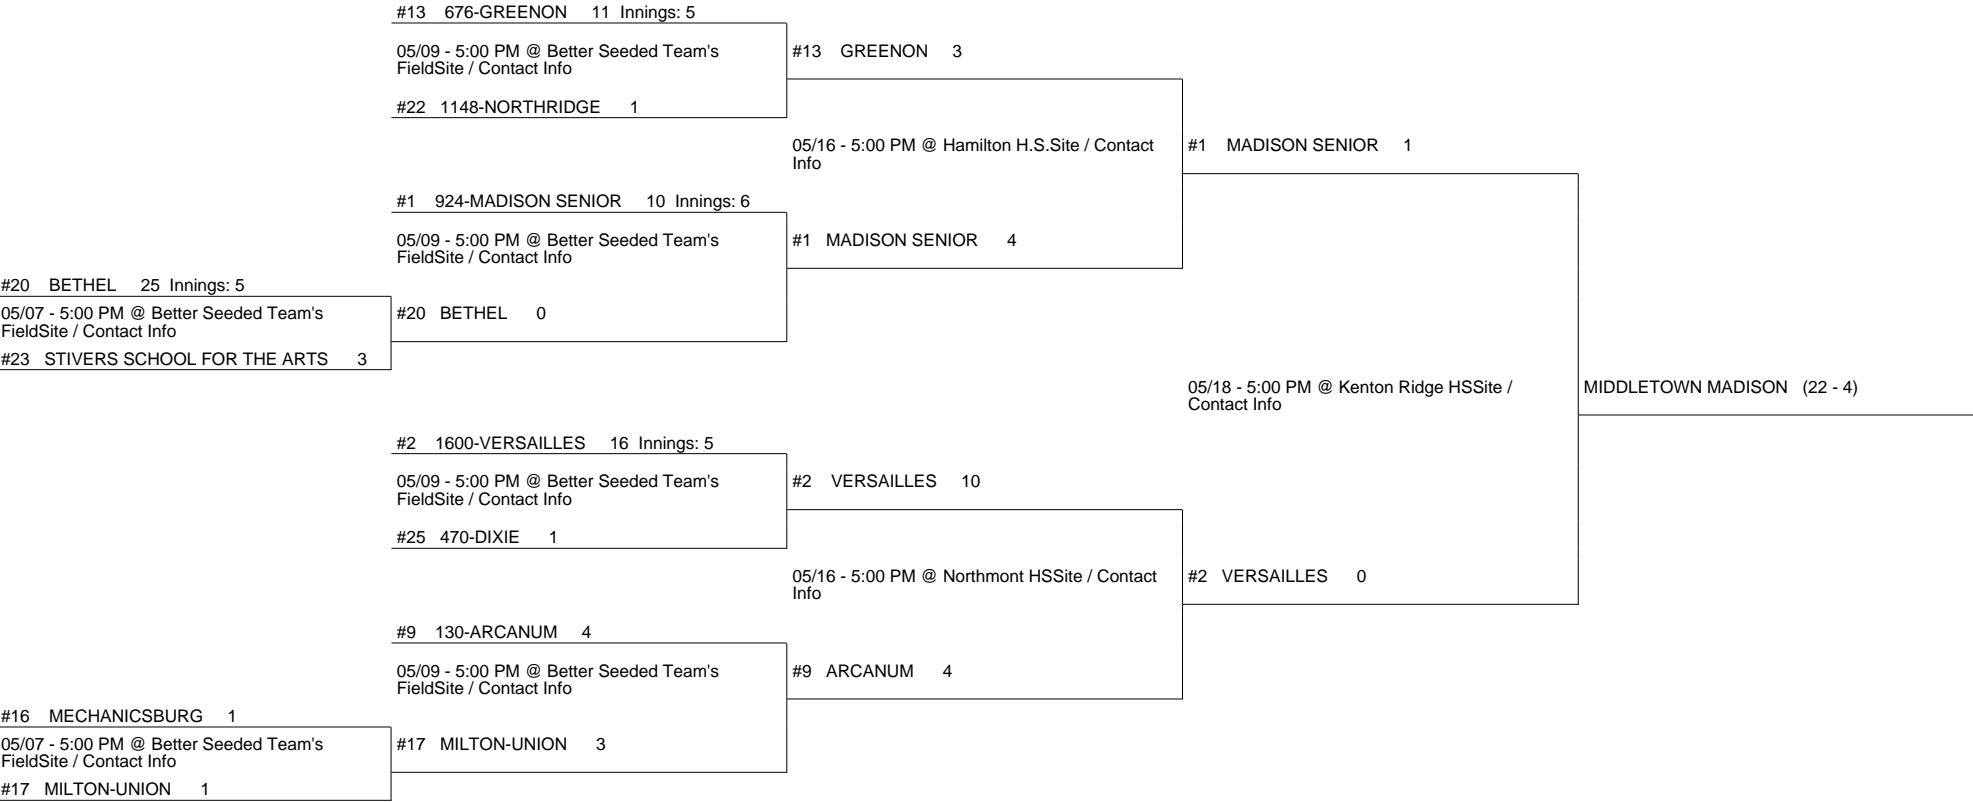 #13 676-GREENON 11 Innings: 5
05/09 - 5:00 PM @ Better Seeded Team's
FieldSite / Contact Info
#22 1148-NORTHRIDGE 1
#13 GREENON 3
05/16 - 5:00 PM @ Hamilton H.S.Site / Contact
Info
#1 MADISON SENIOR 1
#1 924-MADISON SENIOR 10 Innings: 6
05/09 - 5:00 PM @ Better Seeded Team's
FieldSite / Contact Info
#1 MADISON SENIOR 4
#20 BETHEL 25 Innings: 5
05/07 - 5:00 PM @ Better Seeded Team's
FieldSite / Contact Info
#23 STIVERS SCHOOL FOR THE ARTS 3
#20 BETHEL 0
05/18 - 5:00 PM @ Kenton Ridge HSSite /
Contact Info
MIDDLETOWN MADISON (22 - 4)
#2 1600-VERSAILLES 16 Innings: 5
05/09 - 5:00 PM @ Better Seeded Team's
FieldSite / Contact Info
#25 470-DIXIE 1
#2 VERSAILLES 10
05/16 - 5:00 PM @ Northmont HSSite / Contact
Info
#2 VERSAILLES 0
#9 130-ARCANUM 4
05/09 - 5:00 PM @ Better Seeded Team's
FieldSite / Contact Info
#9 ARCANUM 4
#16 MECHANICSBURG 1
05/07 - 5:00 PM @ Better Seeded Team's
FieldSite / Contact Info
#17 MILTON-UNION 1
#17 MILTON-UNION 3